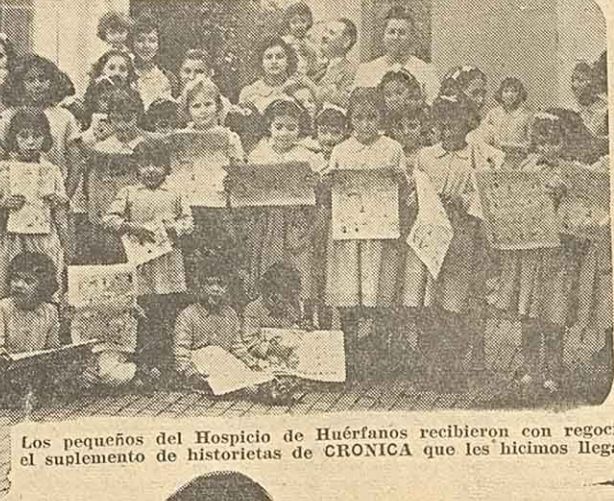 Los pequeños del Hospicio de Huérfanos recibieron con regoci
el suplemento de historietas de CRONICA que les hicimos llega